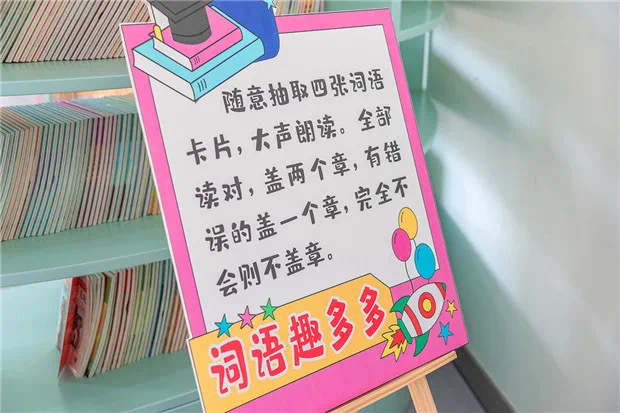 随意抽取四张词语
卡片，大声朗读。全部
读对，盖两个章，有错
误的盖一个章，完全不
会则不盖章。
词语趣多多